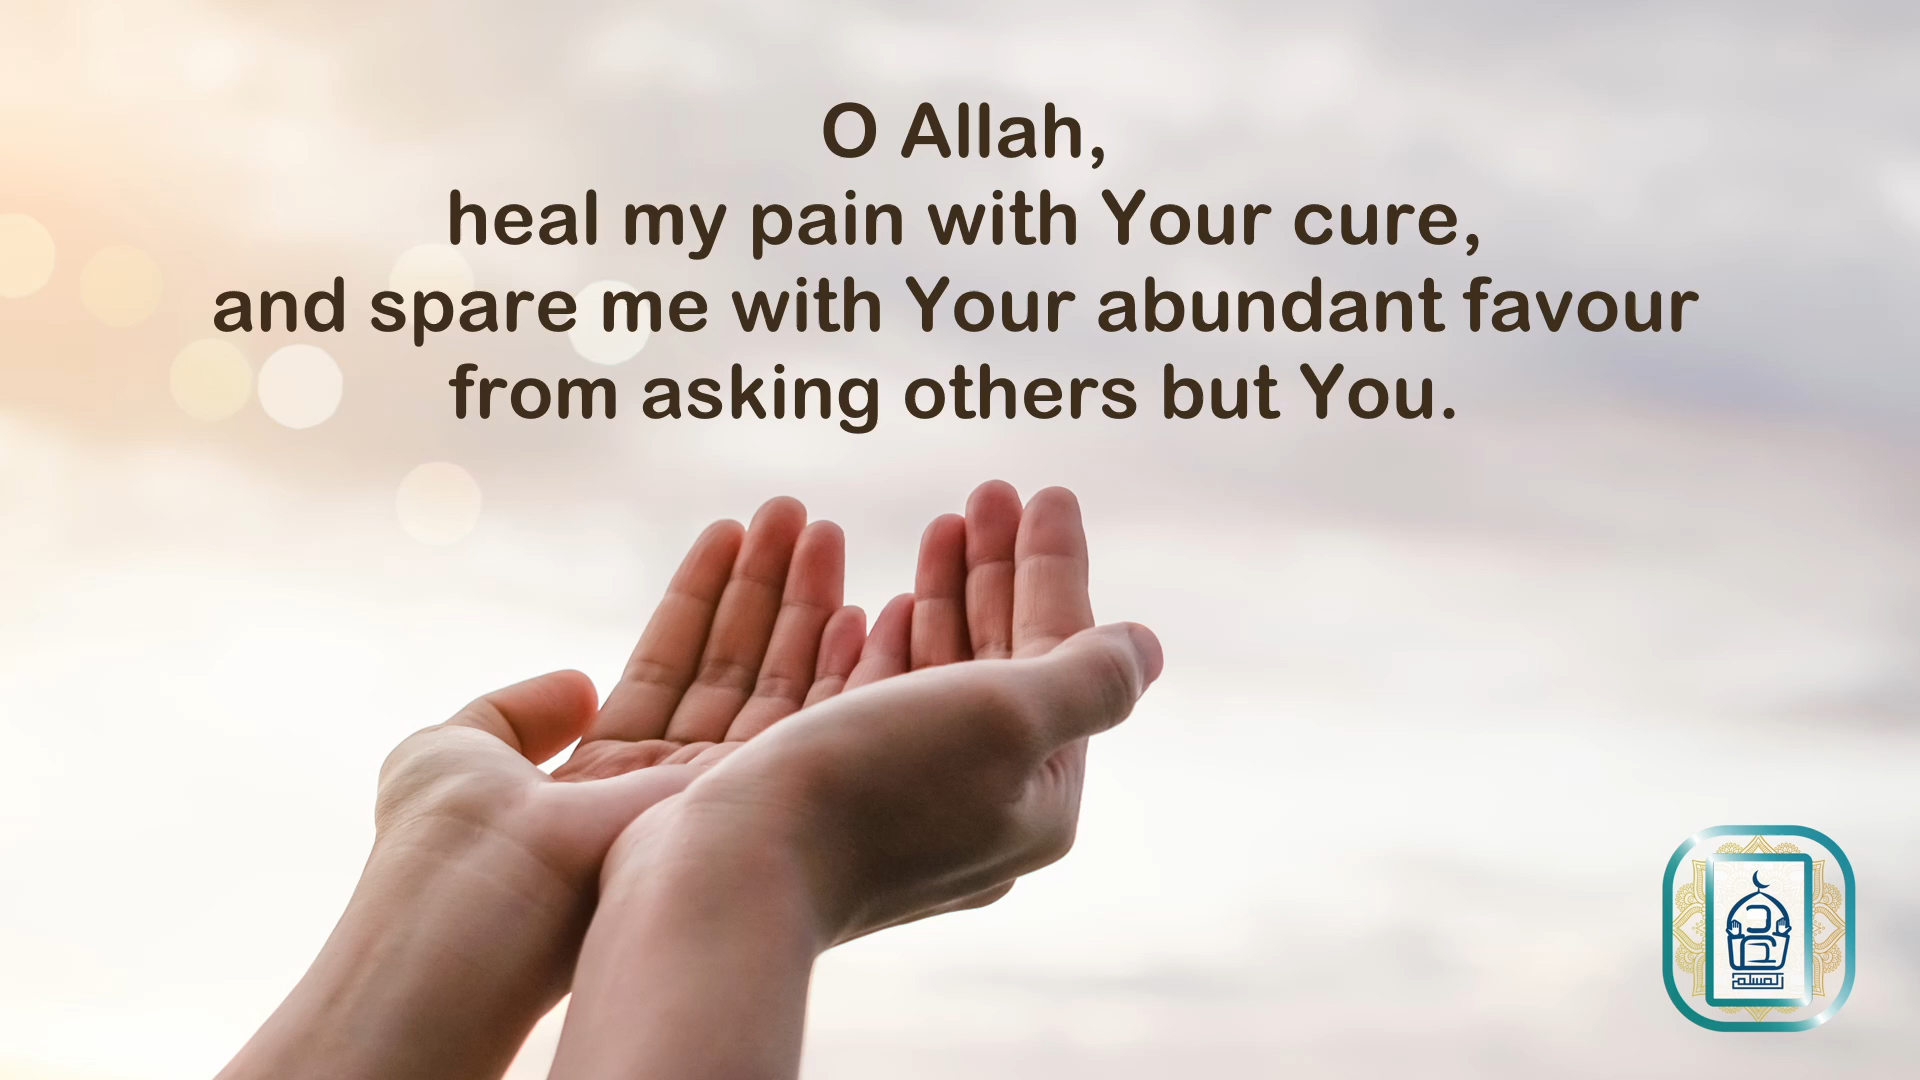 O Allah,
heal my pain with Your cure,
and spare me with Your abundant favour
from asking others but You.